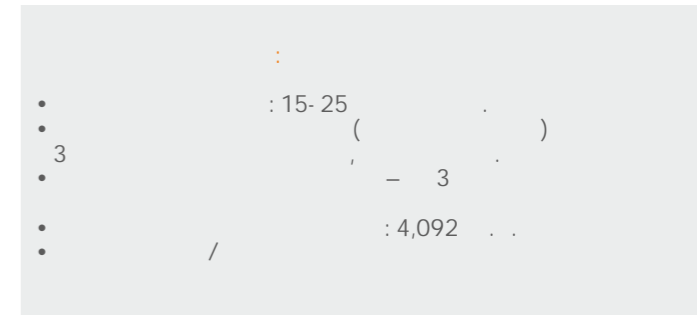 :
• : 15-25 .
• ( )
3 , .
• – 3
• : 4,092 . .
• /